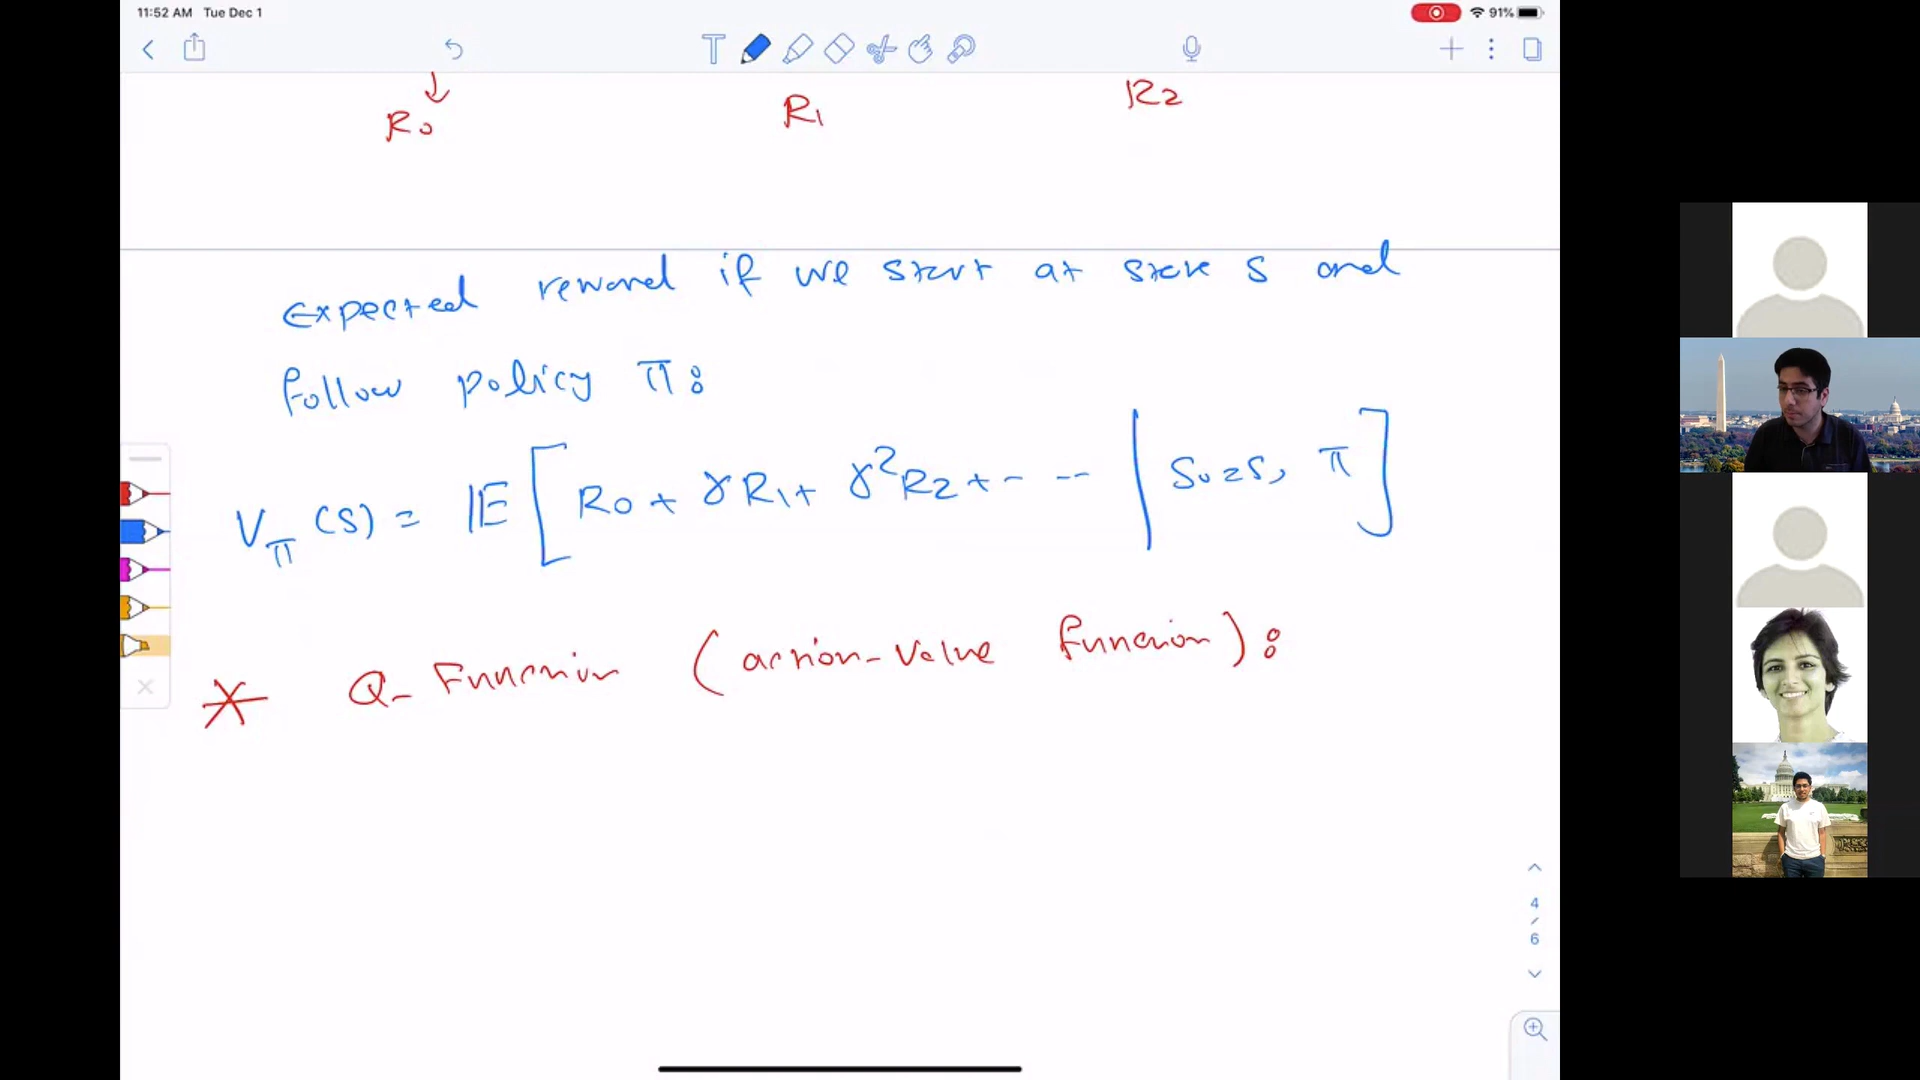 11:52 AM Tue Dec 1
91%
R0
R1
R2
Expected reward if we start at state s and
follow policy π:
Vπ(s) = 𝔼[R0 + γR1 + γ²R2 + - - -- | S0=s, π]
* Q-Function (action-value function):
4
/
6